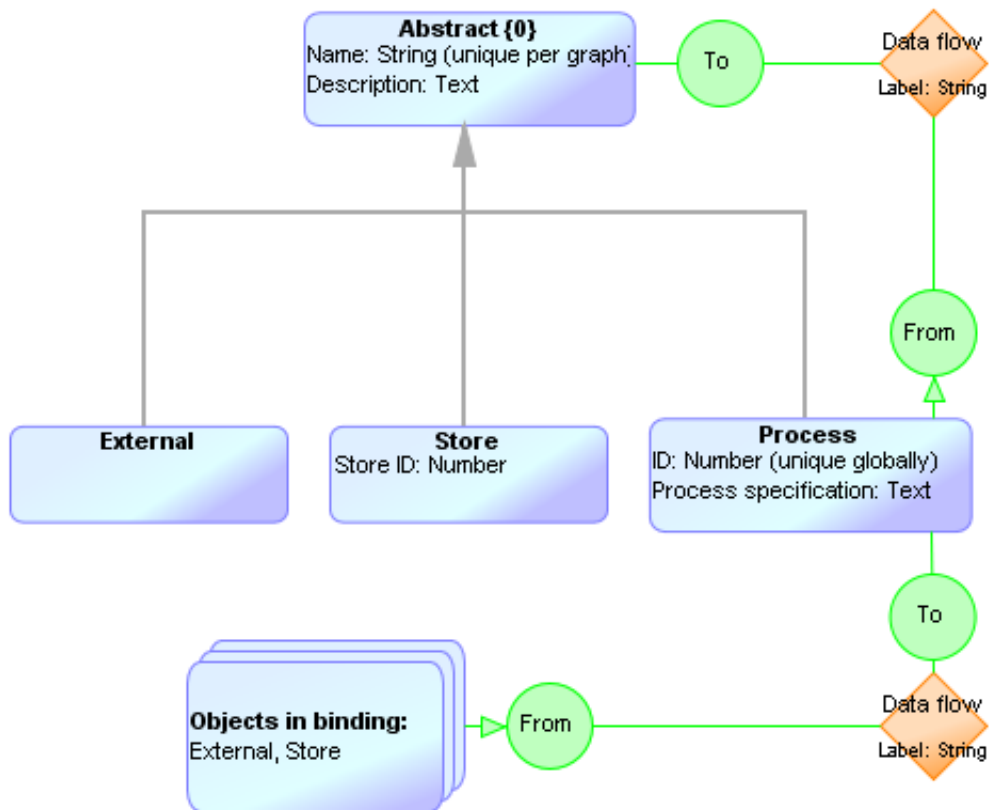 Abstract {0}
Name: String (unique per graph)
Description: Text
To
Data flow
Label: String
From
External
Store
Store ID: Number
Process
ID: Number (unique globally)
Process specification: Text
To
Objects in binding:
External, Store
From
Data flow
Label: String